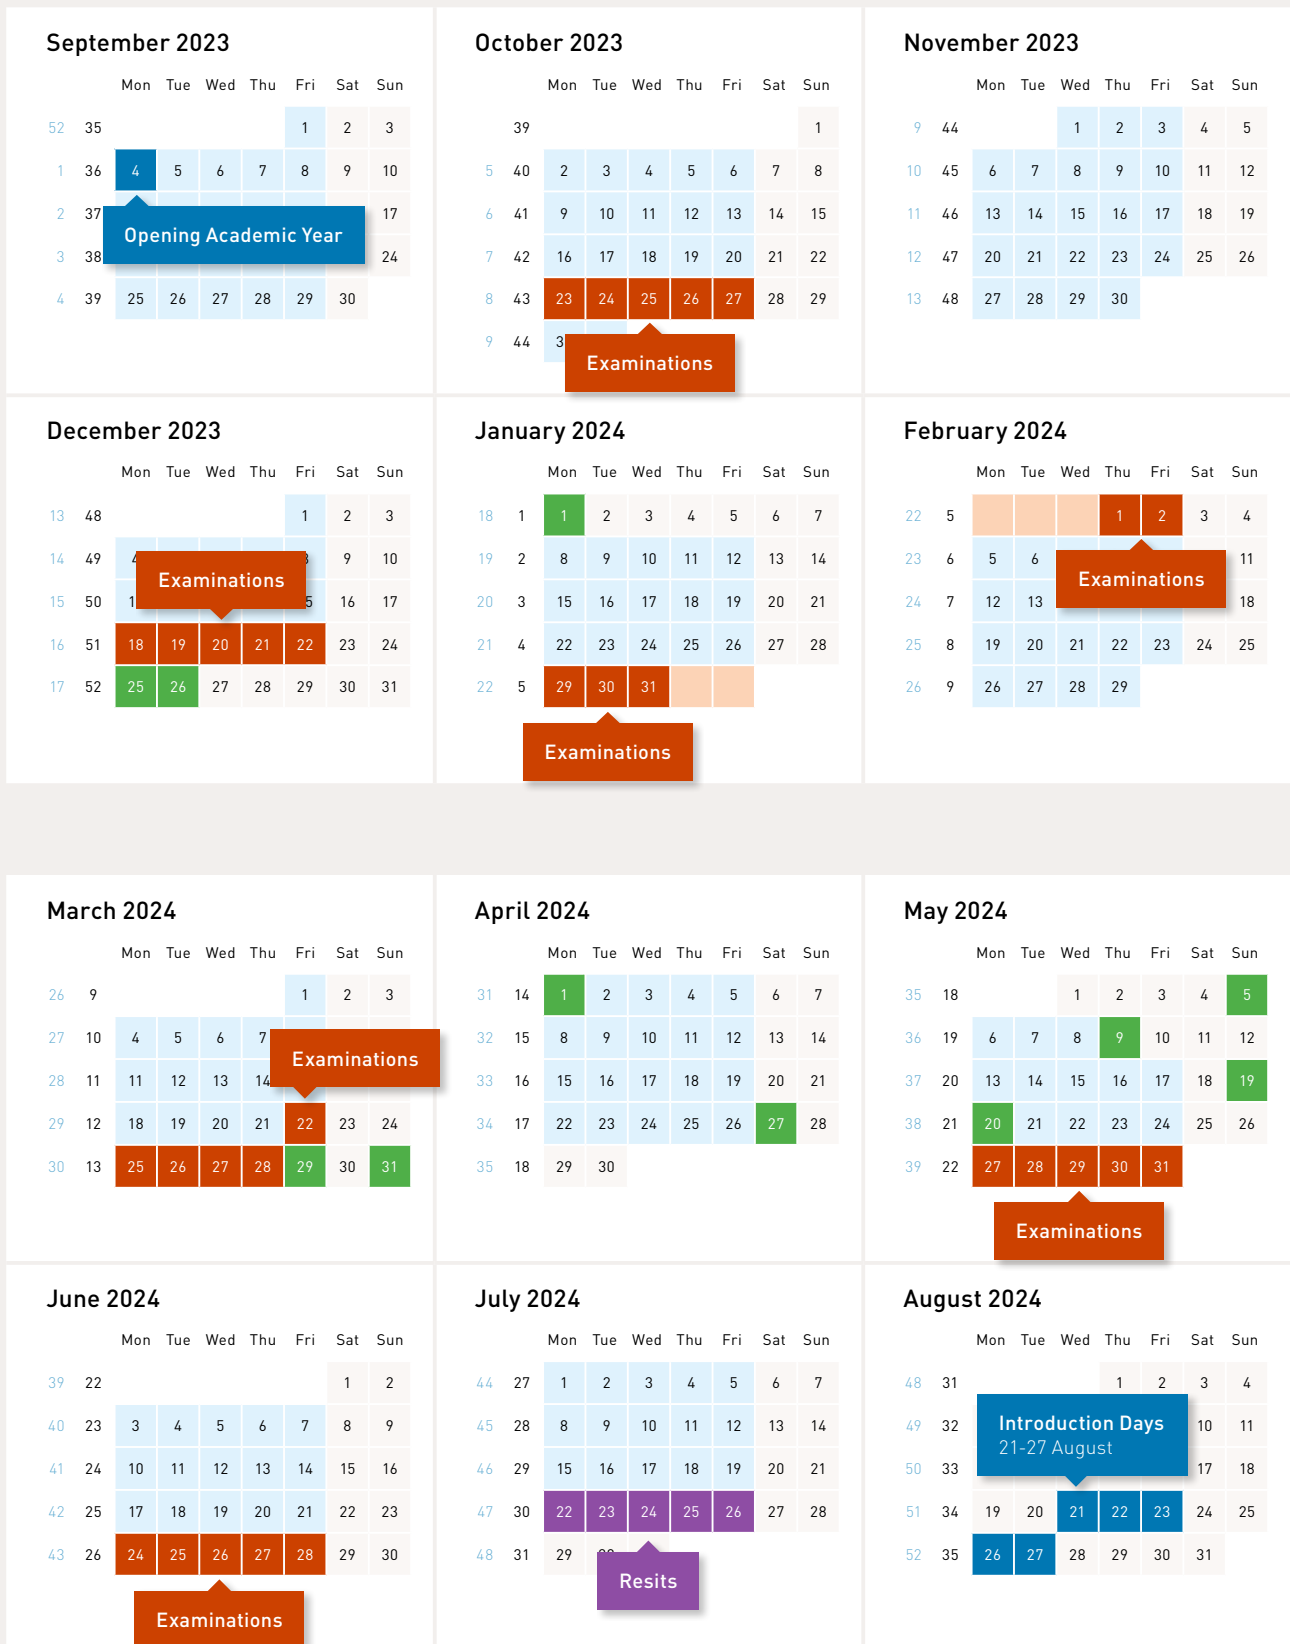 September 2023
Mon Tue Wed Thu Fri Sat Sun
52 35 1 2 3
1 36 4 5 6 7 8 9 10
2 37 17
Opening Academic Year
3 38 24
4 39 25 26 27 28 29 30
October 2023
Mon Tue Wed Thu Fri Sat Sun
39 1
5 40 2 3 4 5 6 7 8
6 41 9 10 11 12 13 14 15
7 42 16 17 18 19 20 21 22
8 43 23 24 25 26 27 28 29
9 44 3
Examinations
November 2023
Mon Tue Wed Thu Fri Sat Sun
9 44 1 2 3 4 5
10 45 6 7 8 9 10 11 12
11 46 13 14 15 16 17 18 19
12 47 20 21 22 23 24 25 26
13 48 27 28 29 30
December 2023
Mon Tue Wed Thu Fri Sat Sun
13 48 1 2 3
14 49 9 10
Examinations
15 50 16 17
16 51 18 19 20 21 22 23 24
17 52 25 26 27 28 29 30 31
January 2024
Mon Tue Wed Thu Fri Sat Sun
18 1 1 2 3 4 5 6 7
19 2 8 9 10 11 12 13 14
20 3 15 16 17 18 19 20 21
21 4 22 23 24 25 26 27 28
22 5 29 30 31
Examinations
February 2024
Mon Tue Wed Thu Fri Sat Sun
22 5 1 2 3 4
23 6 5 6 11
Examinations
24 7 12 13 18
25 8 19 20 21 22 23 24 25
26 9 26 27 28 29
March 2024
Mon Tue Wed Thu Fri Sat Sun
26 9 1 2 3
27 10 4 5 6 7
Examinations
28 11 11 12 13 14
29 12 18 19 20 21 22 23 24
30 13 25 26 27 28 29 30 31
April 2024
Mon Tue Wed Thu Fri Sat Sun
31 14 1 2 3 4 5 6 7
32 15 8 9 10 11 12 13 14
33 16 15 16 17 18 19 20 21
34 17 22 23 24 25 26 27 28
35 18 29 30
May 2024
Mon Tue Wed Thu Fri Sat Sun
35 18 1 2 3 4 5
36 19 6 7 8 9 10 11 12
37 20 13 14 15 16 17 18 19
38 21 20 21 22 23 24 25 26
39 22 27 28 29 30 31
Examinations
June 2024
Mon Tue Wed Thu Fri Sat Sun
39 22 1 2
40 23 3 4 5 6 7 8 9
41 24 10 11 12 13 14 15 16
42 25 17 18 19 20 21 22 23
43 26 24 25 26 27 28 29 30
Examinations
July 2024
Mon Tue Wed Thu Fri Sat Sun
44 27 1 2 3 4 5 6 7
45 28 8 9 10 11 12 13 14
46 29 15 16 17 18 19 20 21
47 30 22 23 24 25 26 27 28
48 31 29
Resits
August 2024
Mon Tue Wed Thu Fri Sat Sun
48 31 1 2 3 4
49 32 10 11
Introduction Days
21-27 August
50 33 17 18
51 34 19 20 21 22 23 24 25
52 35 26 27 28 29 30 31